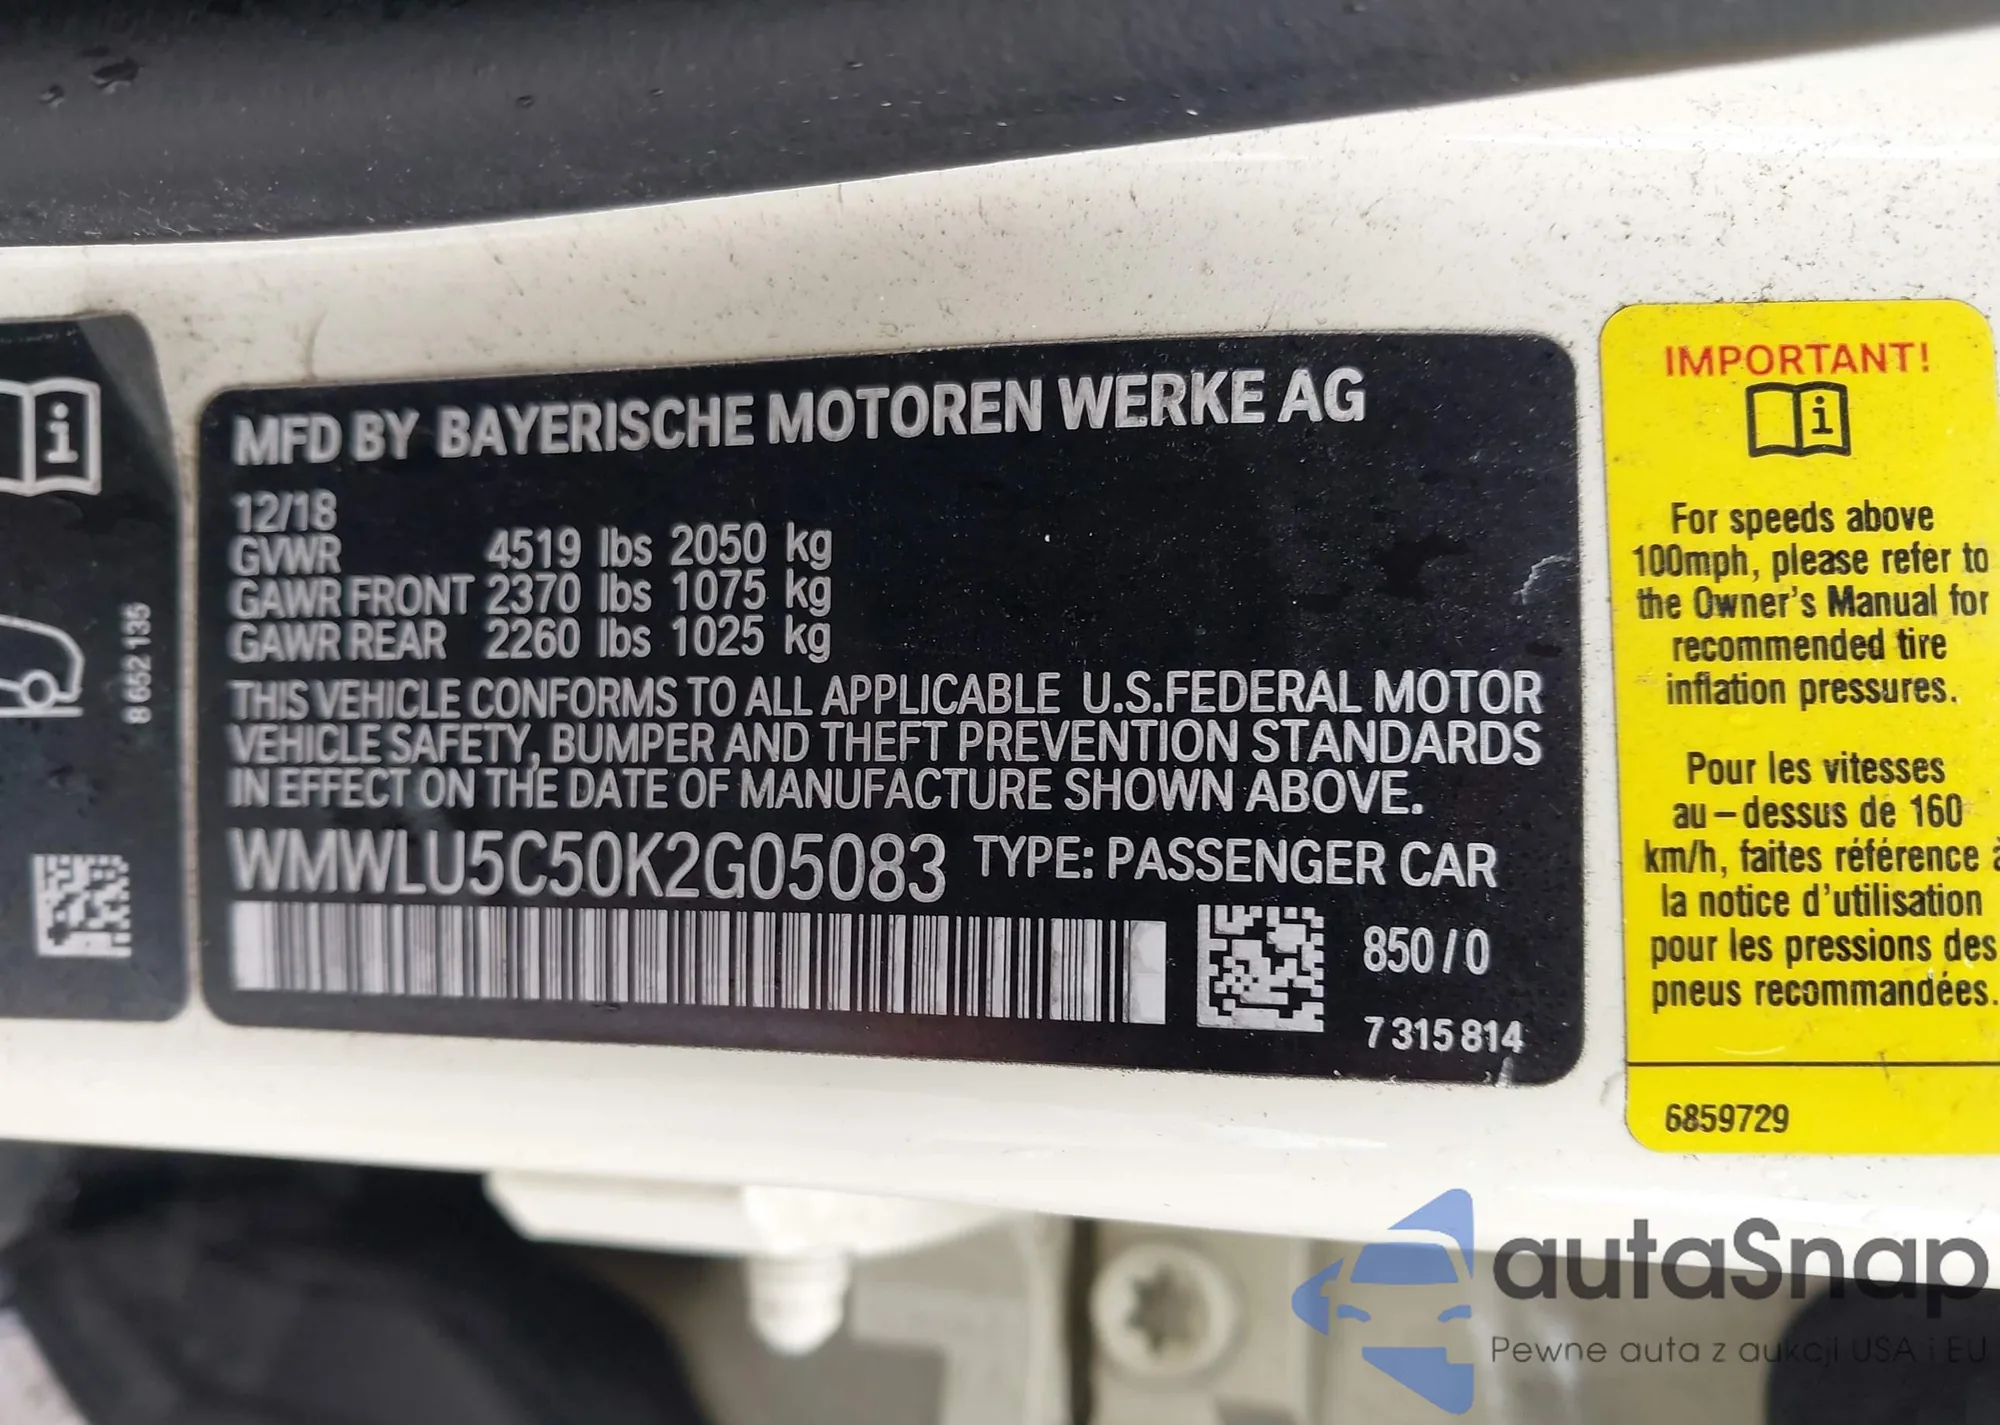 8 652 135
MFD BY BAYERISCHE MOTOREN WERKE AG
12/18
GVWR 4519 lbs 2050 kg
GAWR FRONT 2370 lbs 1075 kg
GAWR REAR 2260 lbs 1025 kg
THIS VEHICLE CONFORMS TO ALL APPLICABLE U.S.FEDERAL MOTOR
VEHICLE SAFETY, BUMPER AND THEFT PREVENTION STANDARDS
IN EFFECT ON THE DATE OF MANUFACTURE SHOWN ABOVE.
WMWLU5C50K2G05083 TYPE: PASSENGER CAR
850/0
7 315 814
IMPORTANT!
For speeds above
100mph, please refer to
the Owner's Manual for
recommended tire
inflation pressures.
Pour les vitesses
au-dessus de 160
km/h, faites référence à
la notice d'utilisation
pour les pressions des
pneus recommandées.
6859729
autaSnap
Pewne auta z aukcji USA i EU